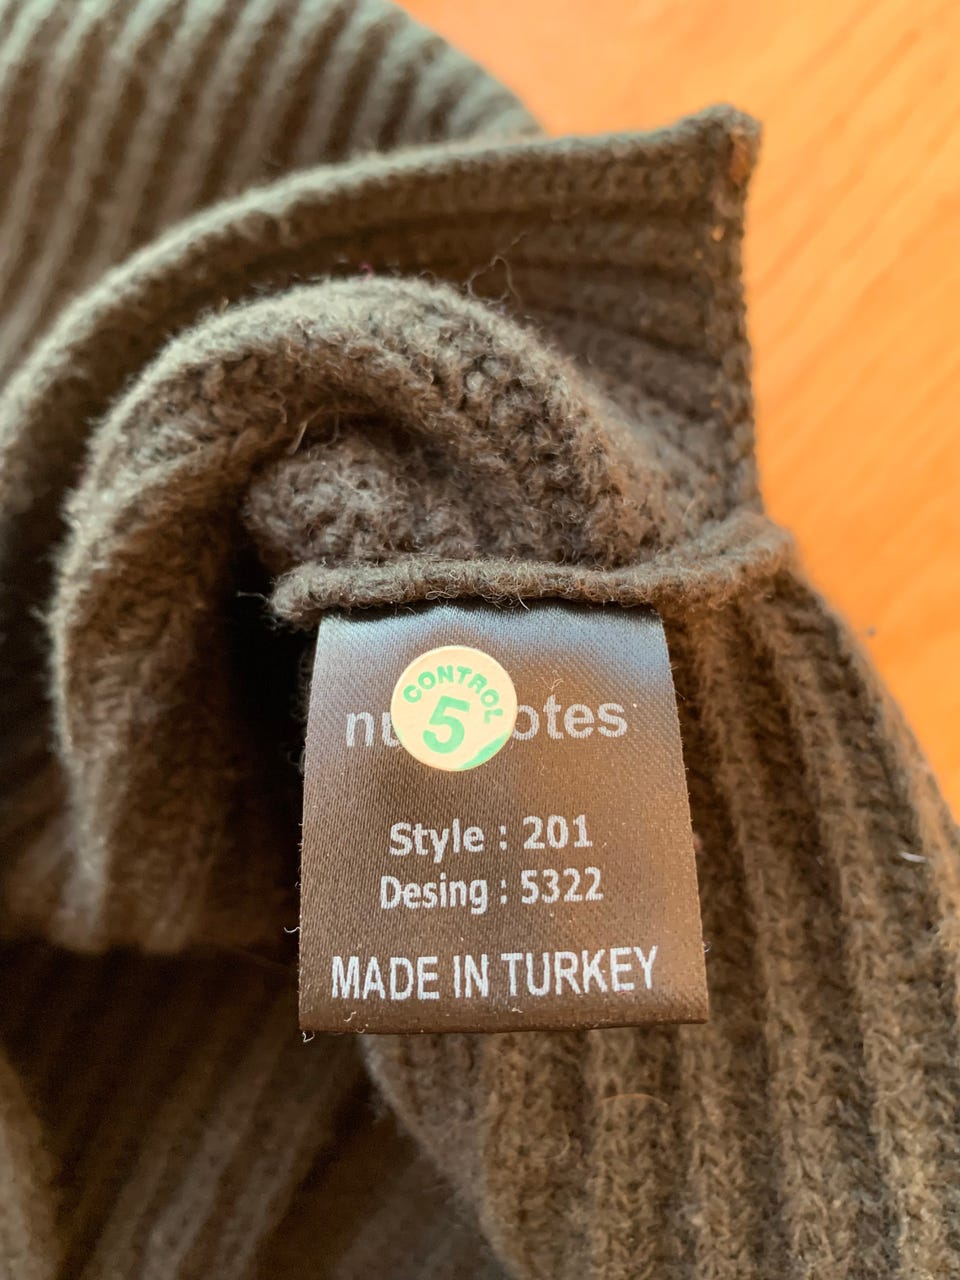 CONTROL
5
Style : 201
Desing : 5322
MADE IN TURKEY